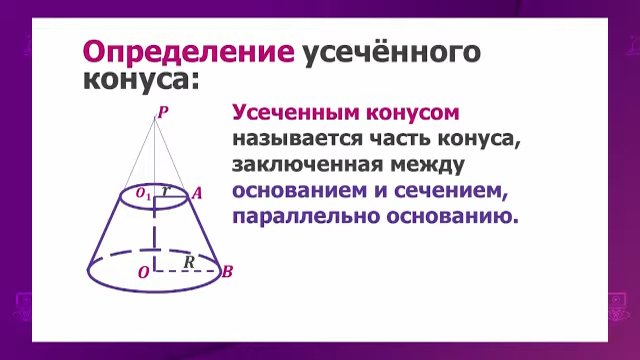 Определение усечённого
конуса:
P
Усеченным конусом
называется часть конуса,
заключенная между
основанием и сечением,
параллельно основанию.
O₁ r A
O R B